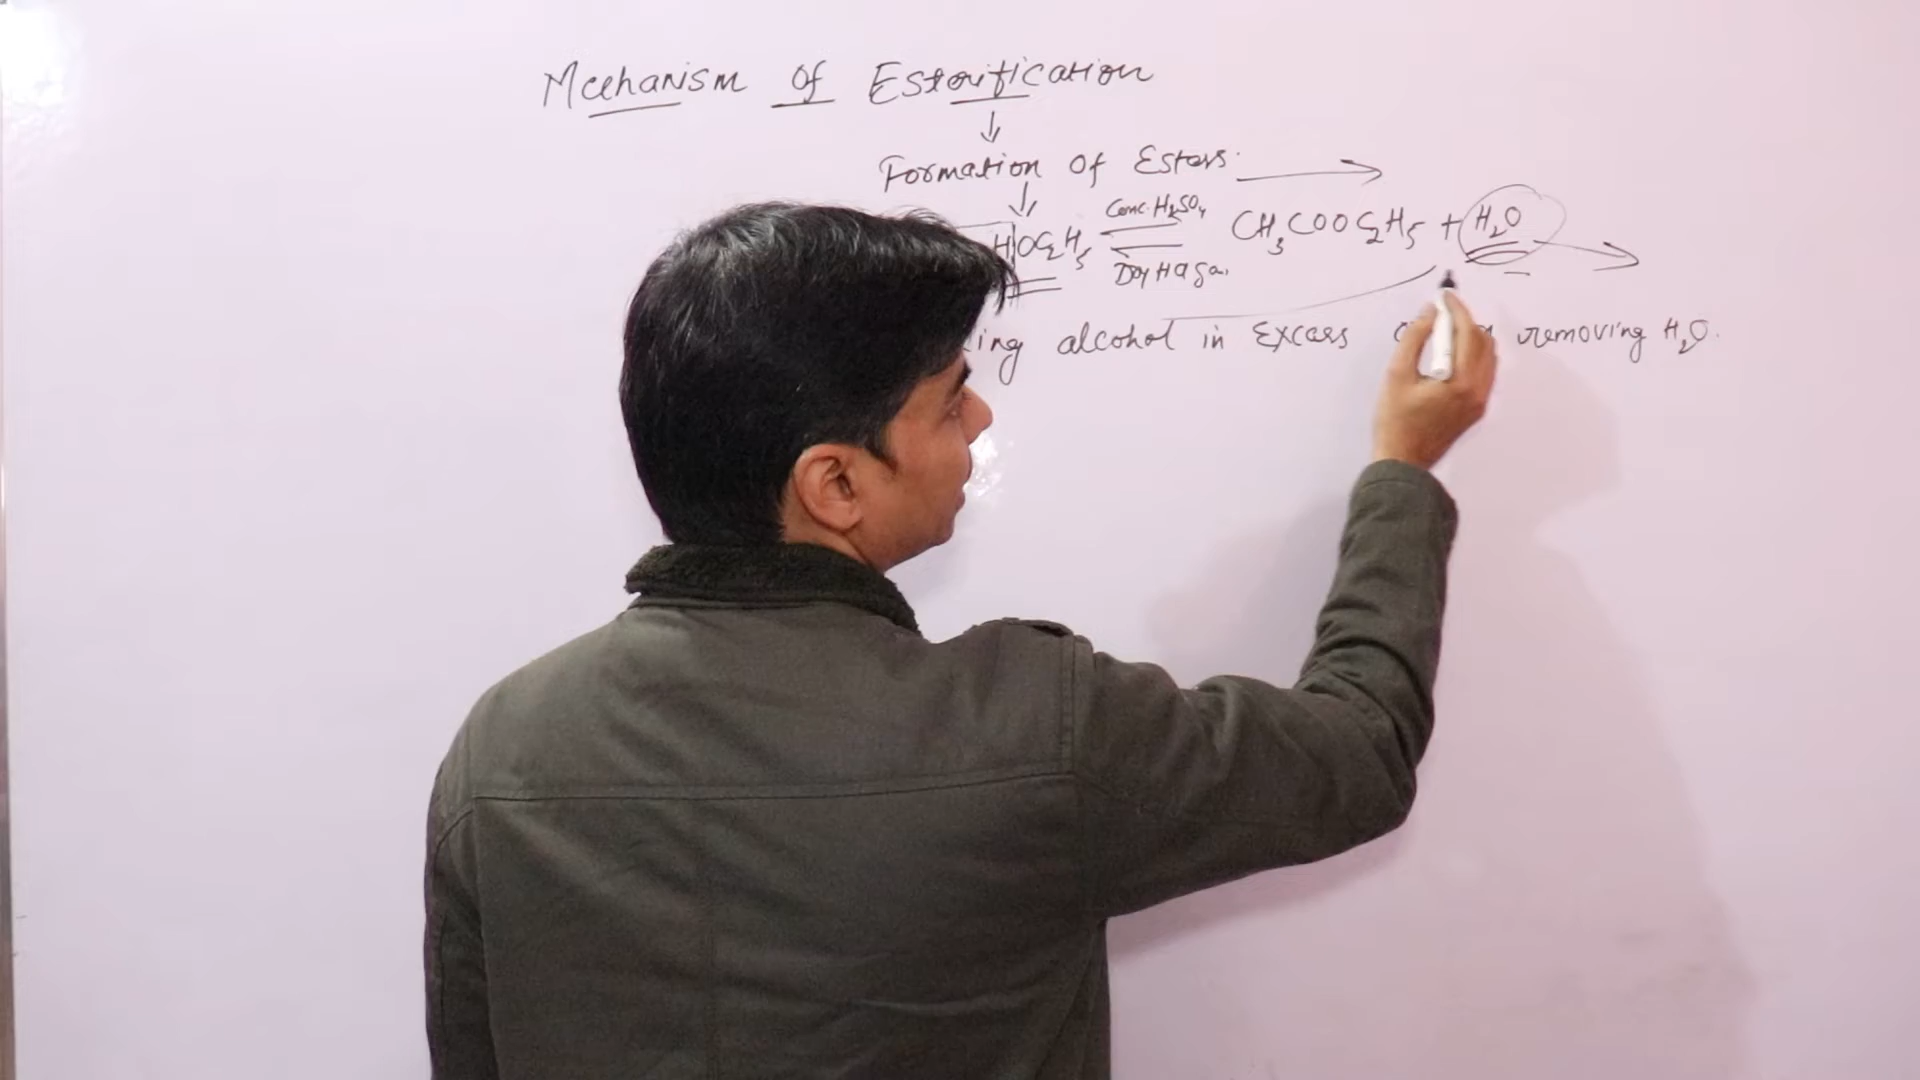 Mechanism of Esterification
↓
Formation of Esters. →
↓
HOC₂H₅ Conc. H₂SO₄ ⇌ Dry HCl gas CH₃COOC₂H₅ + H₂O →
ing alcohol in Excess removing H₂O.